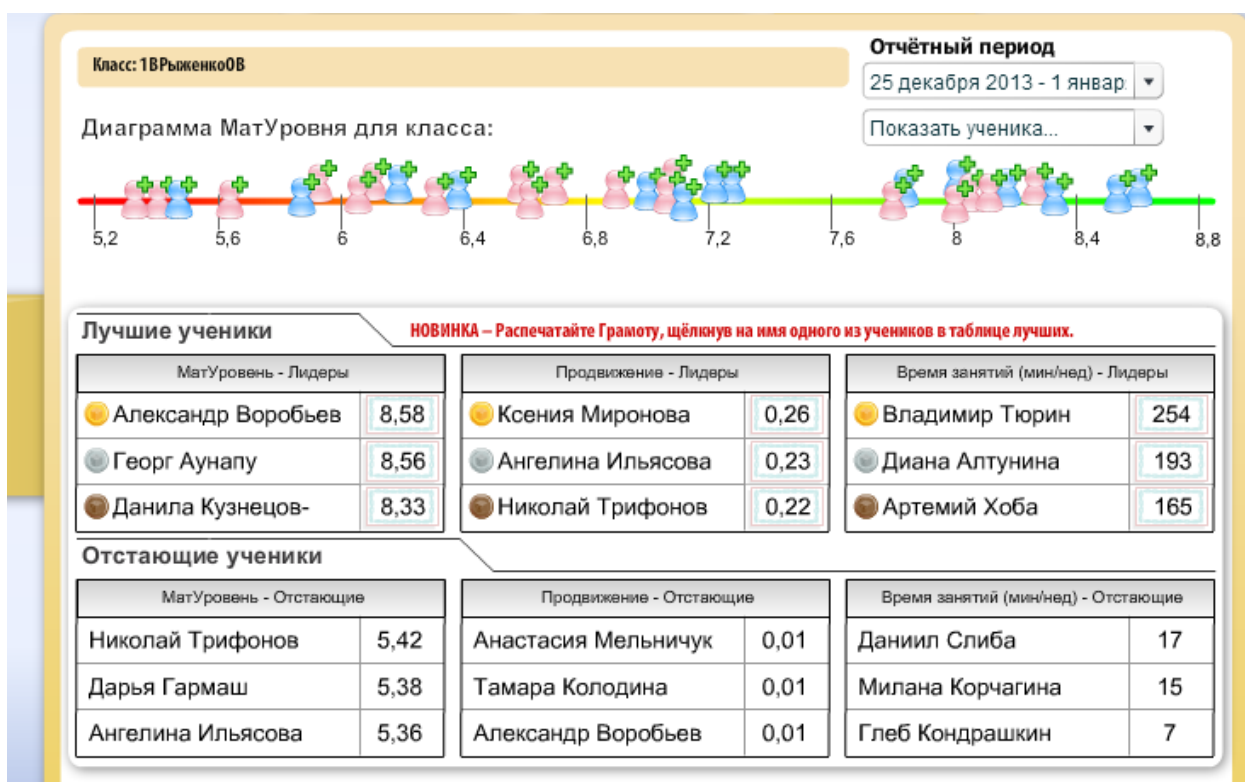 Класс: 1ВРыженкоОВ
Отчётный период
25 декабря 2013 - 1 январ
Диаграмма МатУровня для класса:
Показать ученика...
5,2 5,6 6 6,4 6,8 7,2 7,6 8 8,4 8,8
Лучшие ученики
НОВИНКА – Распечатайте Грамоту, щёлкнув на имя одного из учеников в таблице лучших.
МатУровень - Лидеры Продвижение - Лидеры Время занятий (мин/нед) - Лидеры
Александр Воробьев 8,58 Ксения Миронова 0,26 Владимир Тюрин 254
Георг Аунапу 8,56 Ангелина Ильясова 0,23 Диана Алтунина 193
Данила Кузнецов- 8,33 Николай Трифонов 0,22 Артемий Хоба 165
Отстающие ученики
МатУровень - Отстающие Продвижение - Отстающие Время занятий (мин/нед) - Отстающие
Николай Трифонов 5,42 Анастасия Мельничук 0,01 Даниил Слиба 17
Дарья Гармаш 5,38 Тамара Колодина 0,01 Милана Корчагина 15
Ангелина Ильясова 5,36 Александр Воробьев 0,01 Глеб Кондрашкин 7